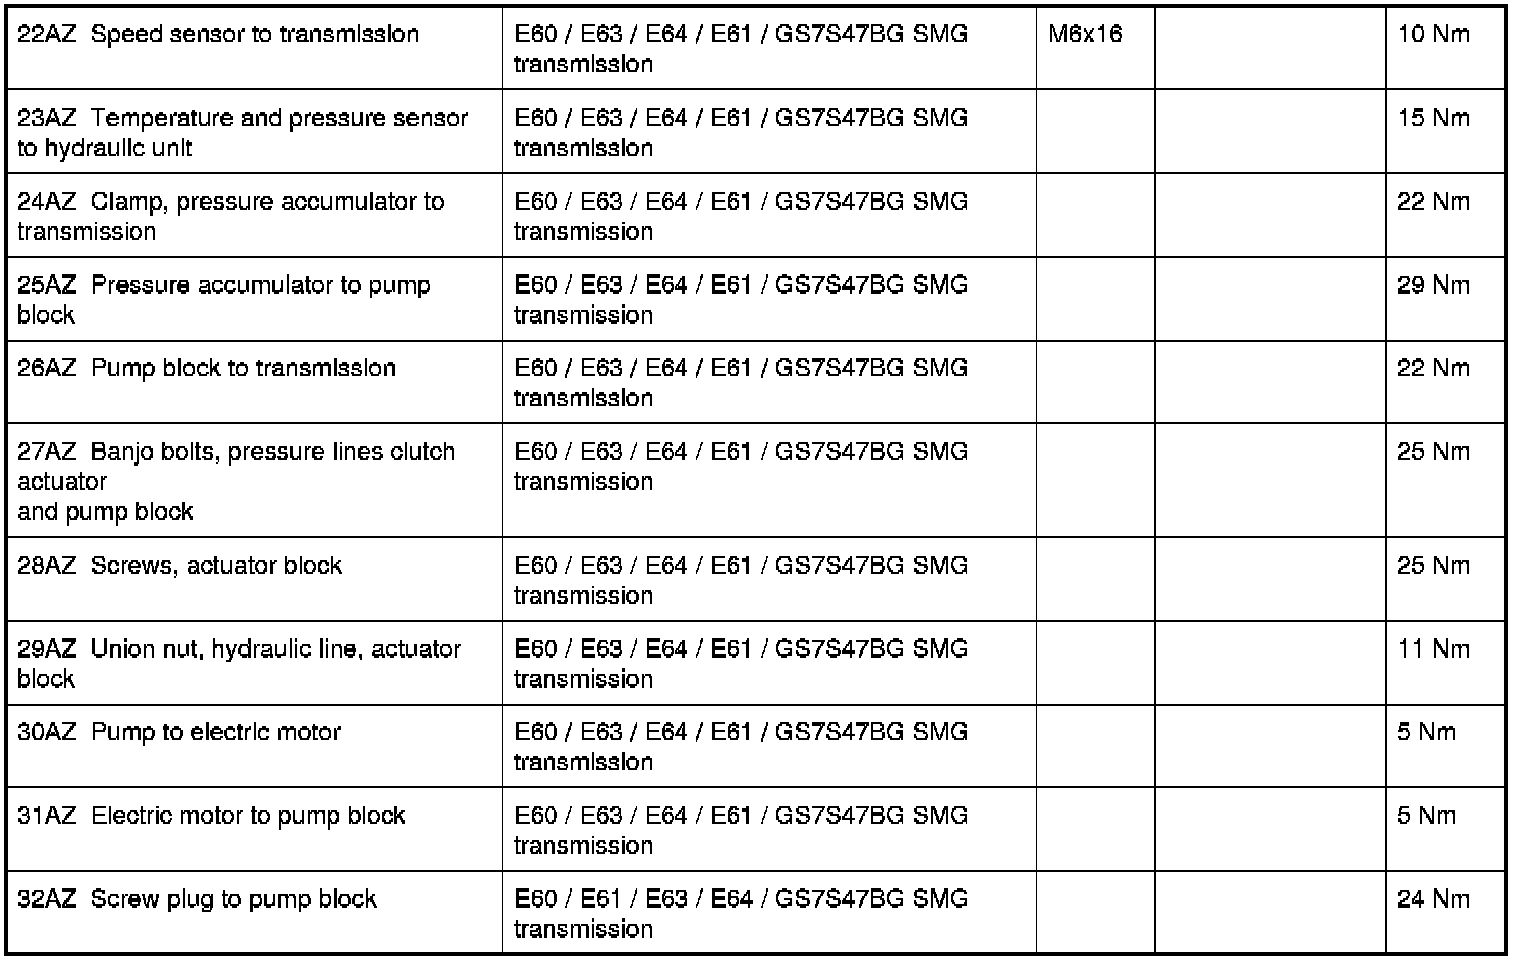 22AZ Speed sensor to transmission E60 / E63 / E64 / E61 / GS7S47BG SMG M6x16 10 Nm
transmission
23AZ Temperature and pressure sensor E60 / E63 / E64 / E61 / GS7S47BG SMG 15 Nm
to hydraulic unit transmission
24AZ Clamp, pressure accumulator to E60 / E63 / E64 / E61 / GS7S47BG SMG 22 Nm
transmission transmission
25AZ Pressure accumulator to pump E60 / E63 / E64 / E61 / GS7S47BG SMG 29 Nm
block transmission
26AZ Pump block to transmission E60 / E63 / E64 / E61 / GS7S47BG SMG 22 Nm
transmission
27AZ Banjo bolts, pressure lines clutch E60 / E63 / E64 / E61 / GS7S47BG SMG 25 Nm
actuator transmission
and pump block
28AZ Screws, actuator block E60 / E63 / E64 / E61 / GS7S47BG SMG 25 Nm
transmission
29AZ Union nut, hydraulic line, actuator E60 / E63 / E64 / E61 / GS7S47BG SMG 11 Nm
block transmission
30AZ Pump to electric motor E60 / E63 / E64 / E61 / GS7S47BG SMG 5 Nm
transmission
31AZ Electric motor to pump block E60 / E63 / E64 / E61 / GS7S47BG SMG 5 Nm
transmission
32AZ Screw plug to pump block E60 / E61 / E63 / E64 / GS7S47BG SMG 24 Nm
transmission